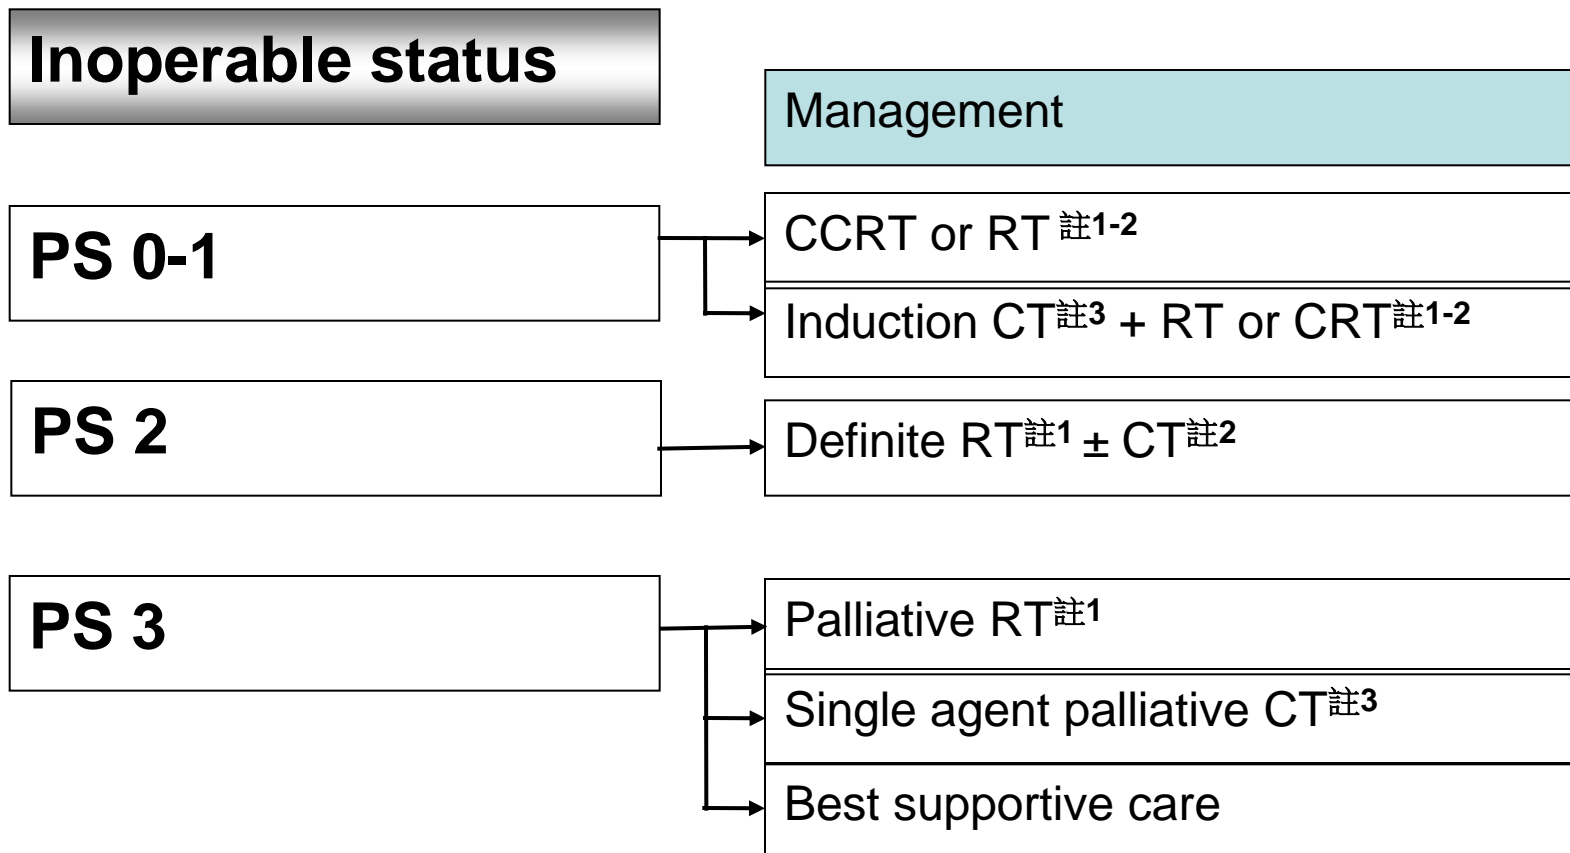 Inoperable status
Management
PS 0-1
CCRT or RT 註1-2
Induction CT註3 + RT or CRT註1-2
PS 2
Definite RT註1 ± CT註2
PS 3
Palliative RT註1
Single agent palliative CT註3
Best supportive care